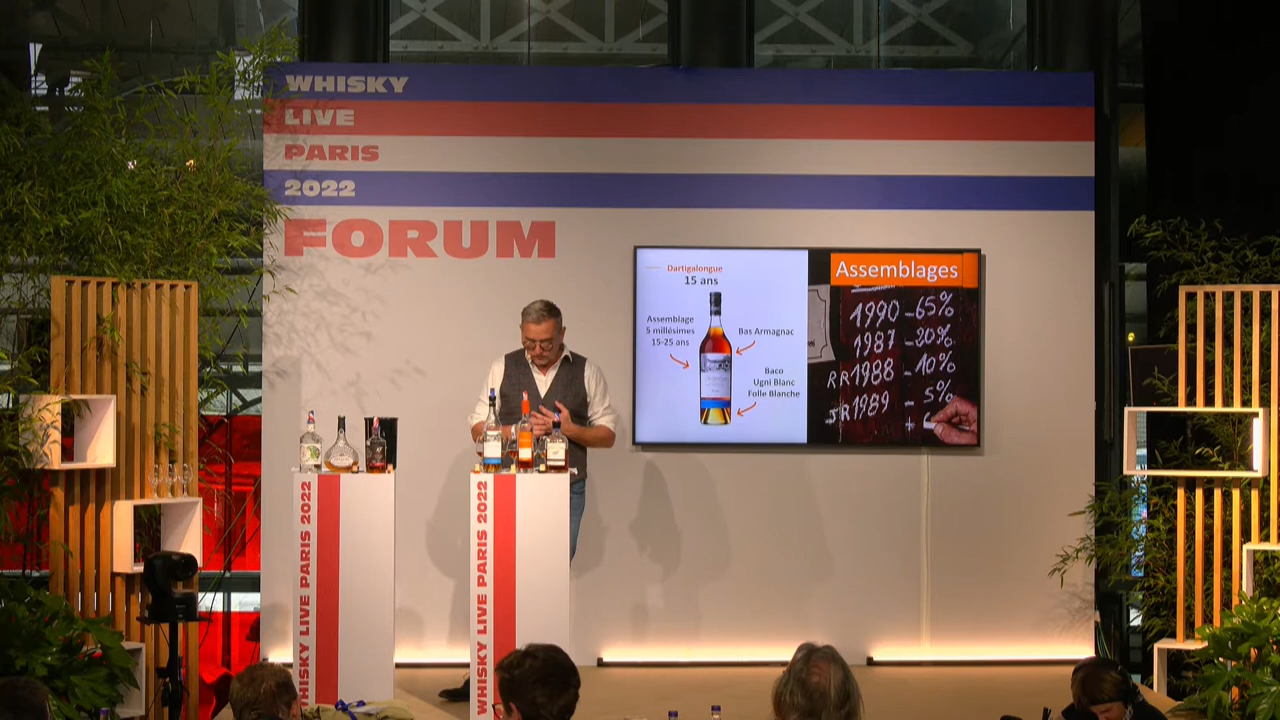 WHISKY
LIVE
PARIS
2022
FORUM
Dartigalongue
15 ans
Assemblage
5 millésimes
15-25 ans
Bas Armagnac
Baco
Ugni Blanc
Folle Blanche
Assemblages
1990 - 65%
1987 - 20%
RR 1988 - 10%
JR 1989 - 5%
WHISKY LIVE PARIS 2022
WHISKY LIVE PARIS 2022